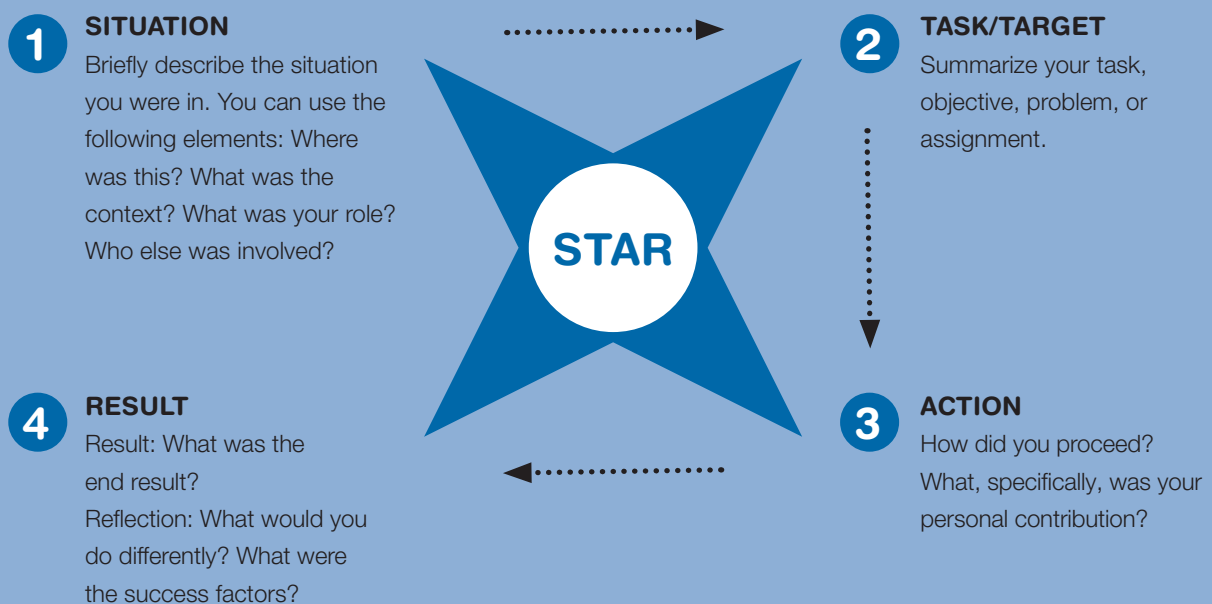 1
SITUATION
Briefly describe the situation
you were in. You can use the
following elements: Where
was this? What was the
context? What was your role?
Who else was involved?
2
TASK/TARGET
Summarize your task,
objective, problem, or
assignment.
STAR
3
ACTION
How did you proceed?
What, specifically, was your
personal contribution?
4
RESULT
Result: What was the
end result?
Reflection: What would you
do differently? What were
the success factors?